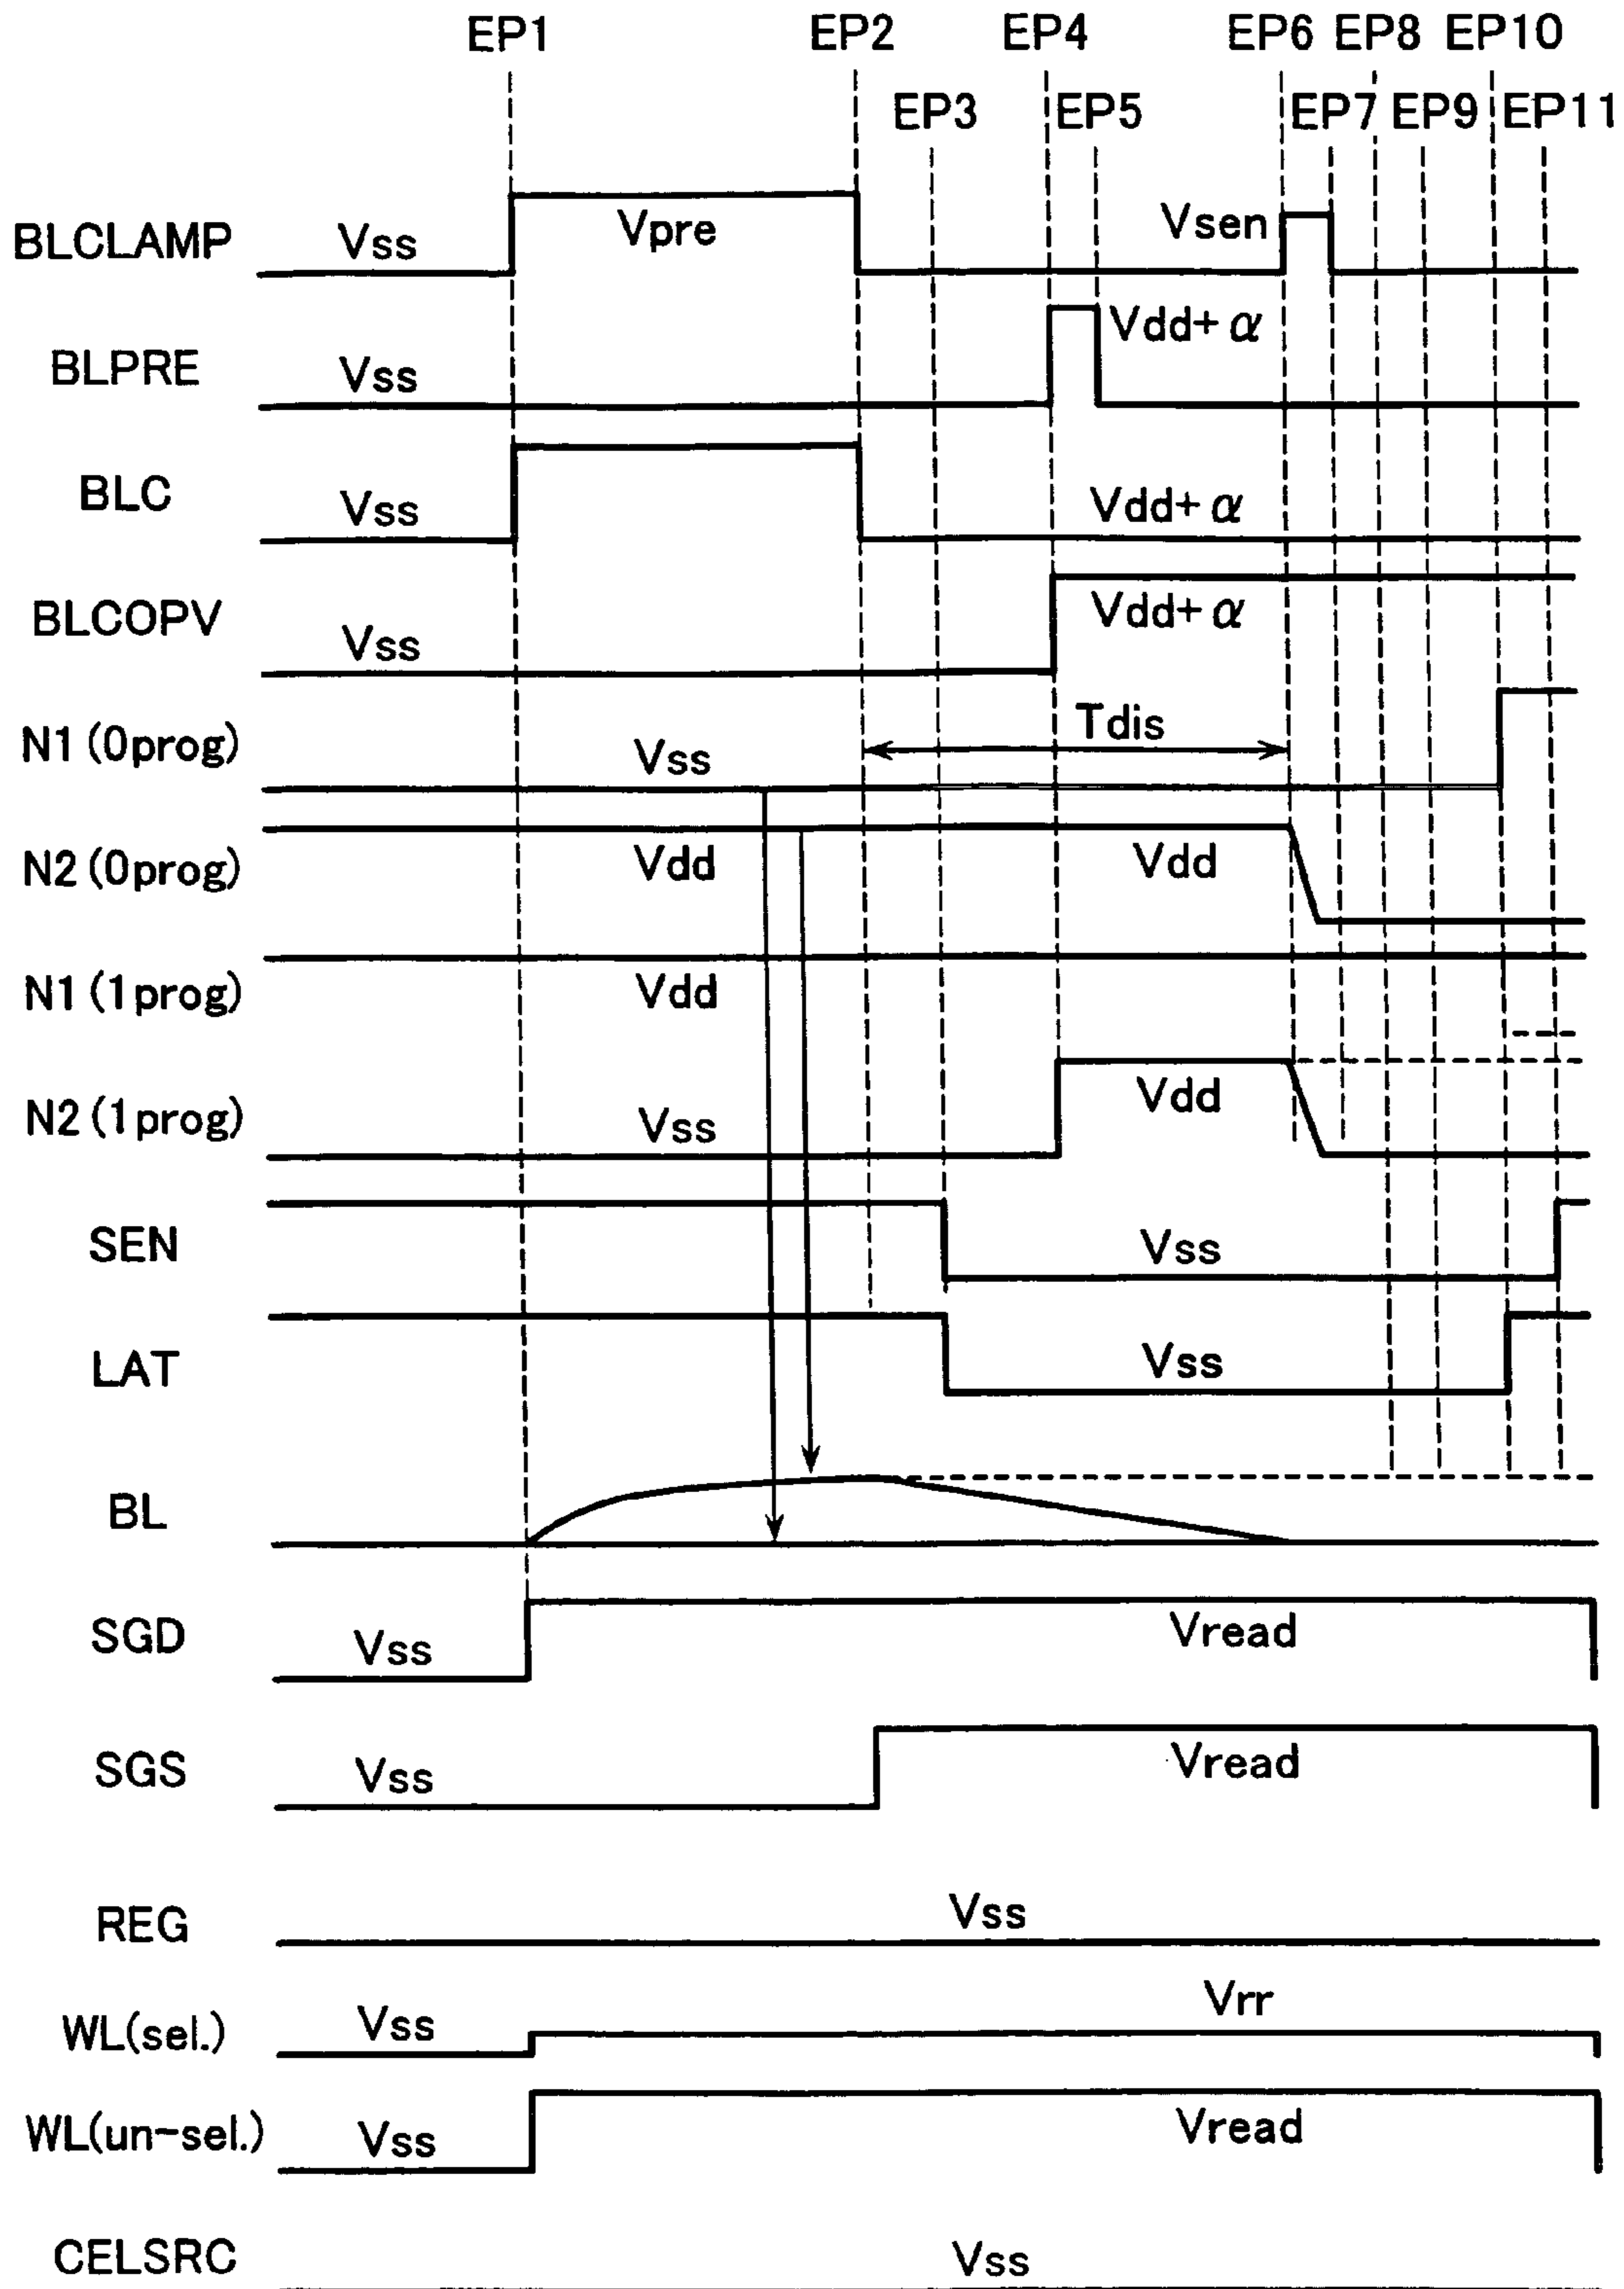 EP1 EP2 EP4 EP6 EP8 EP10
EP3 EP5 EP7 EP9 EP11
BLCLAMP Vss Vpre Vsen
BLPRE Vss Vdd+α
BLC Vss Vdd+α
BLCOPV Vss Vdd+α
N1(0prog) Vss Tdis
N2(0prog) Vdd Vdd
N1(1prog) Vdd
N2(1prog) Vss Vdd
SEN Vss
LAT Vss
BL
SGD Vss Vread
SGS Vss Vread
REG Vss
WL(sel.) Vss Vrr
WL(un-sel.) Vss Vread
CELSRC Vss